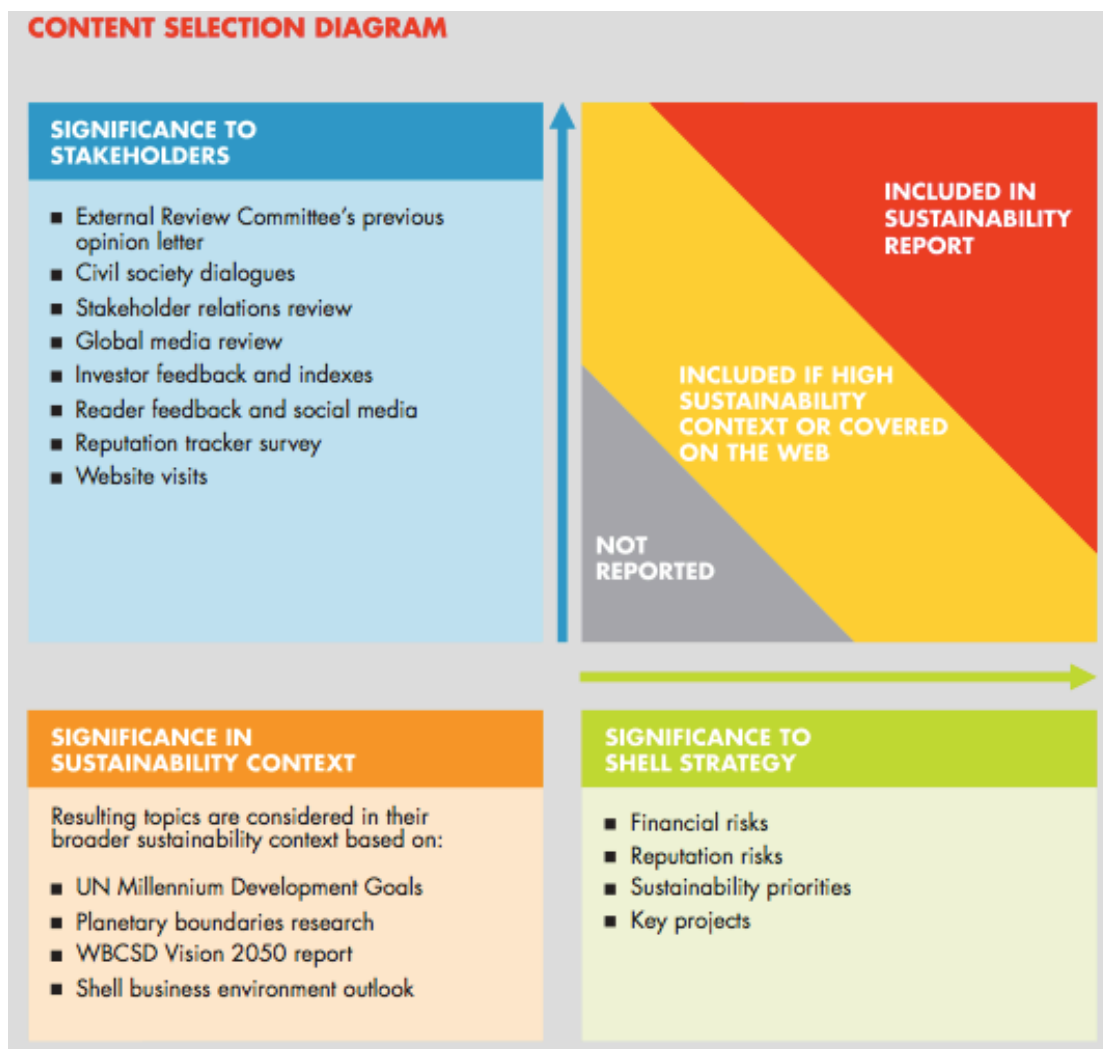 CONTENT SELECTION DIAGRAM
SIGNIFICANCE TO
STAKEHOLDERS
■ External Review Committee's previous
opinion letter
■ Civil society dialogues
■ Stakeholder relations review
■ Global media review
■ Investor feedback and indexes
■ Reader feedback and social media
■ Reputation tracker survey
■ Website visits
INCLUDED IN
SUSTAINABILITY
REPORT
INCLUDED IF HIGH
SUSTAINABILITY
CONTEXT OR COVERED
ON THE WEB
NOT
REPORTED
SIGNIFICANCE IN
SUSTAINABILITY CONTEXT
Resulting topics are considered in their
broader sustainability context based on:
■ UN Millennium Development Goals
■ Planetary boundaries research
■ WBCSD Vision 2050 report
■ Shell business environment outlook
SIGNIFICANCE TO
SHELL STRATEGY
■ Financial risks
■ Reputation risks
■ Sustainability priorities
■ Key projects